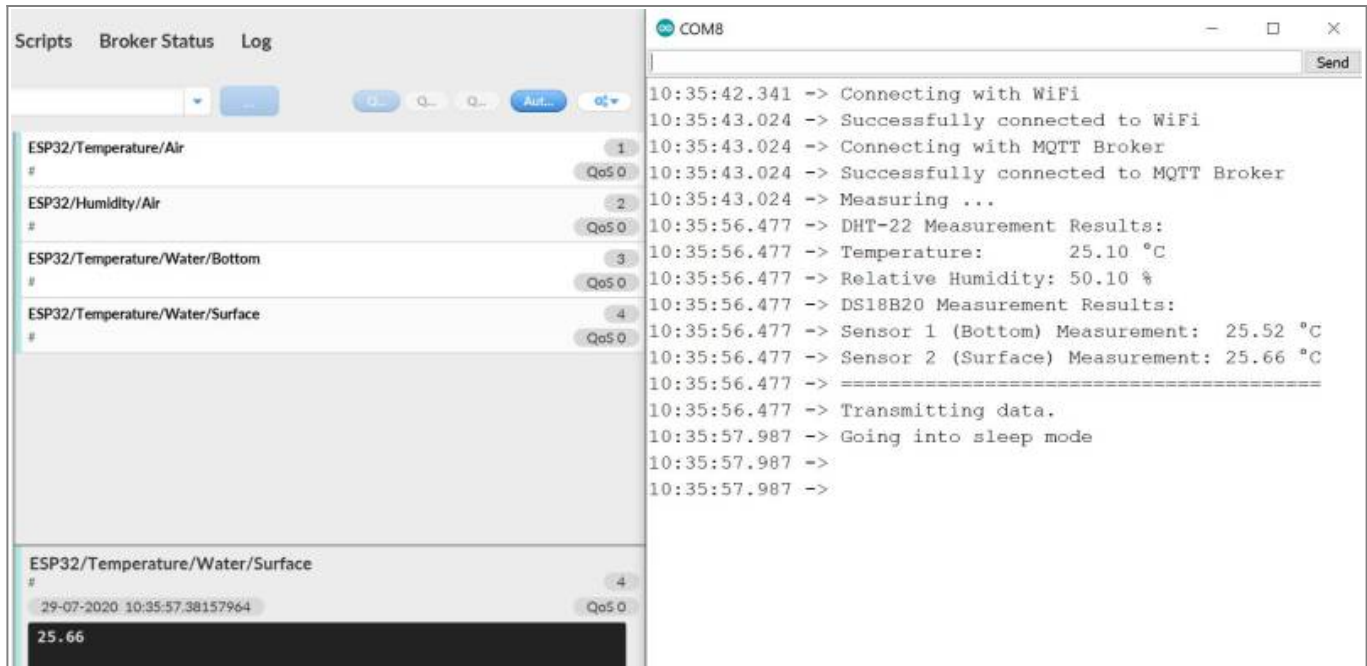 Scripts Broker Status Log
...
Q... Q... Q... Aut...
ESP32/Temperature/Air 1
# QoS 0
ESP32/Humidity/Air 2
# QoS 0
ESP32/Temperature/Water/Bottom 3
# QoS 0
ESP32/Temperature/Water/Surface 4
# QoS 0
ESP32/Temperature/Water/Surface
# 4
29-07-2020 10:35:57.38157964 QoS 0
25.66
COM8
Send
10:35:42.341 -> Connecting with WiFi
10:35:43.024 -> Successfully connected to WiFi
10:35:43.024 -> Connecting with MQTT Broker
10:35:43.024 -> Successfully connected to MQTT Broker
10:35:43.024 -> Measuring ...
10:35:56.477 -> DHT-22 Measurement Results:
10:35:56.477 -> Temperature: 25.10 °C
10:35:56.477 -> Relative Humidity: 50.10 %
10:35:56.477 -> DS18B20 Measurement Results:
10:35:56.477 -> Sensor 1 (Bottom) Measurement: 25.52 °C
10:35:56.477 -> Sensor 2 (Surface) Measurement: 25.66 °C
10:35:56.477 -> ========================================
10:35:56.477 -> Transmitting data.
10:35:57.987 -> Going into sleep mode
10:35:57.987 ->
10:35:57.987 ->